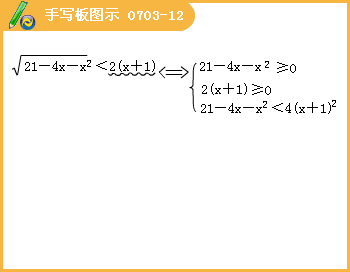 手写板图示 0703-12
√(21-4x-x²) < 2(x+1) ⟺ { 21-4x-x² ≥0
2(x+1) ≥0
21-4x-x² < 4(x+1)²